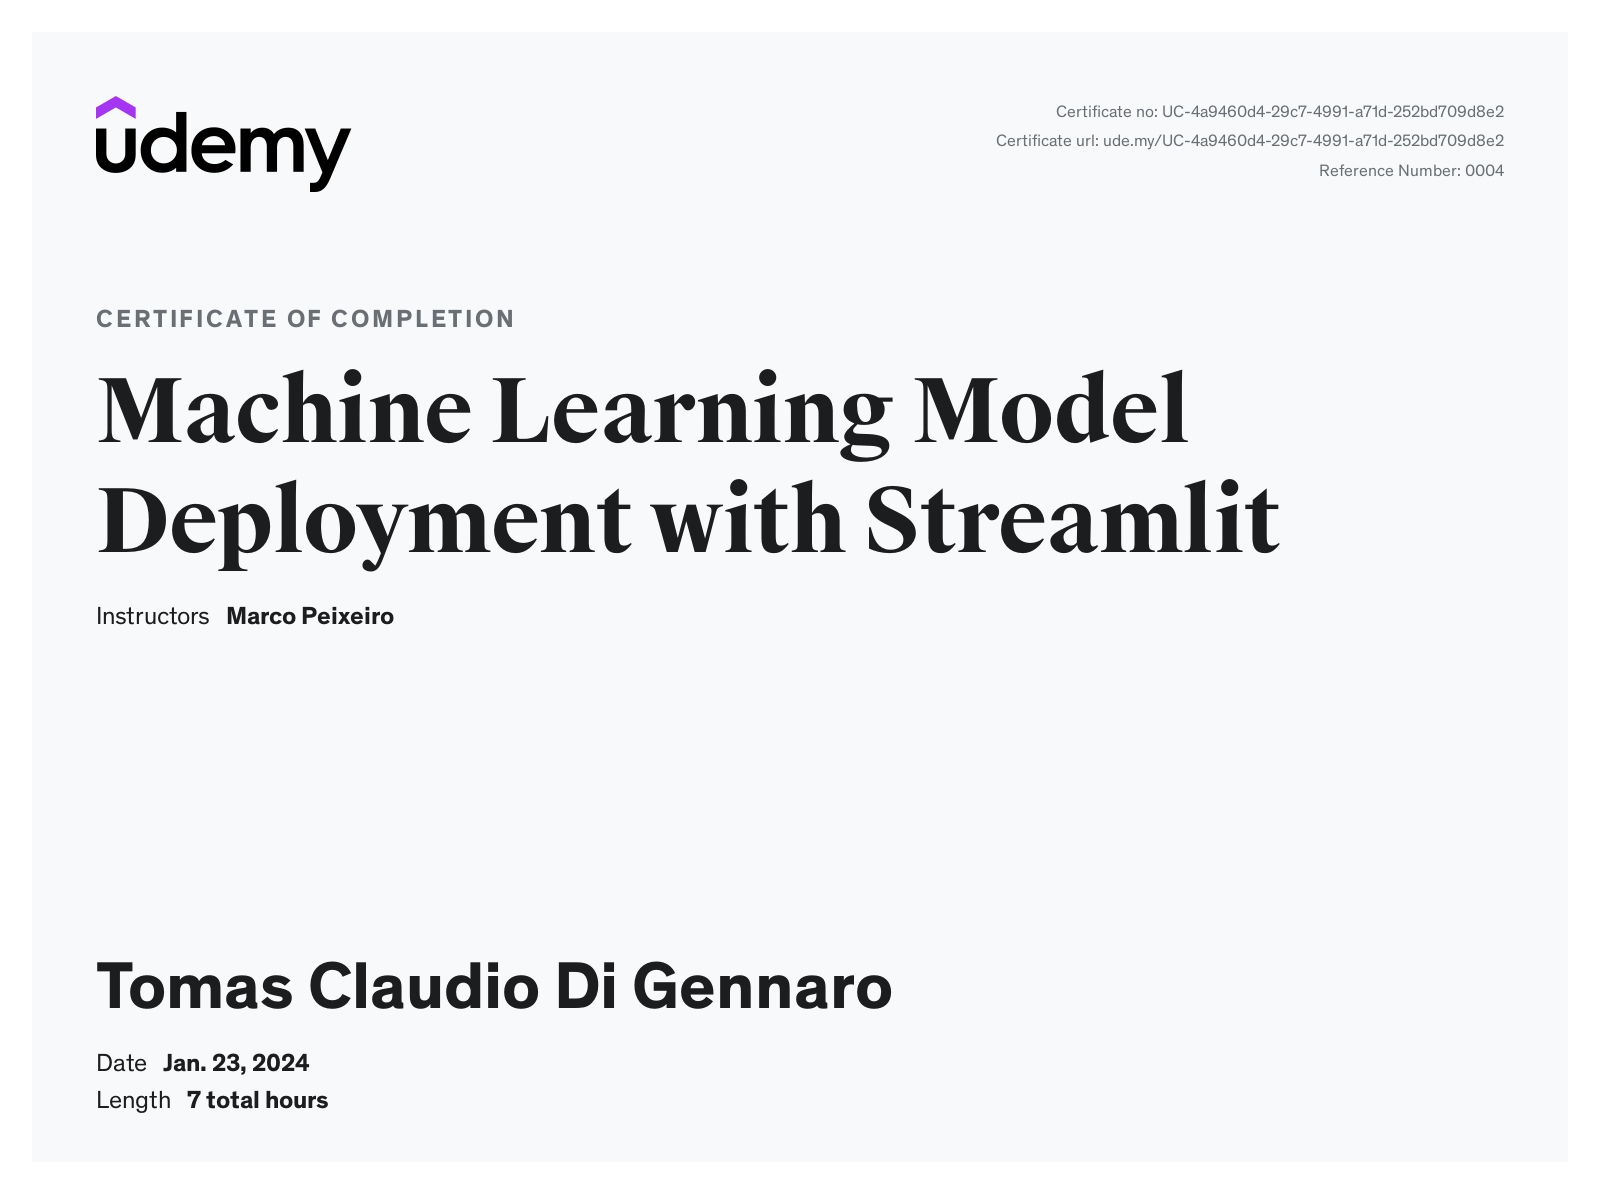 udemy
Certificate no: UC-4a9460d4-29c7-4991-a71d-252bd709d8e2
Certificate url: ude.my/UC-4a9460d4-29c7-4991-a71d-252bd709d8e2
Reference Number: 0004
CERTIFICATE OF COMPLETION
Machine Learning Model
Deployment with Streamlit
Instructors Marco Peixeiro
Tomas Claudio Di Gennaro
Date Jan. 23, 2024
Length 7 total hours